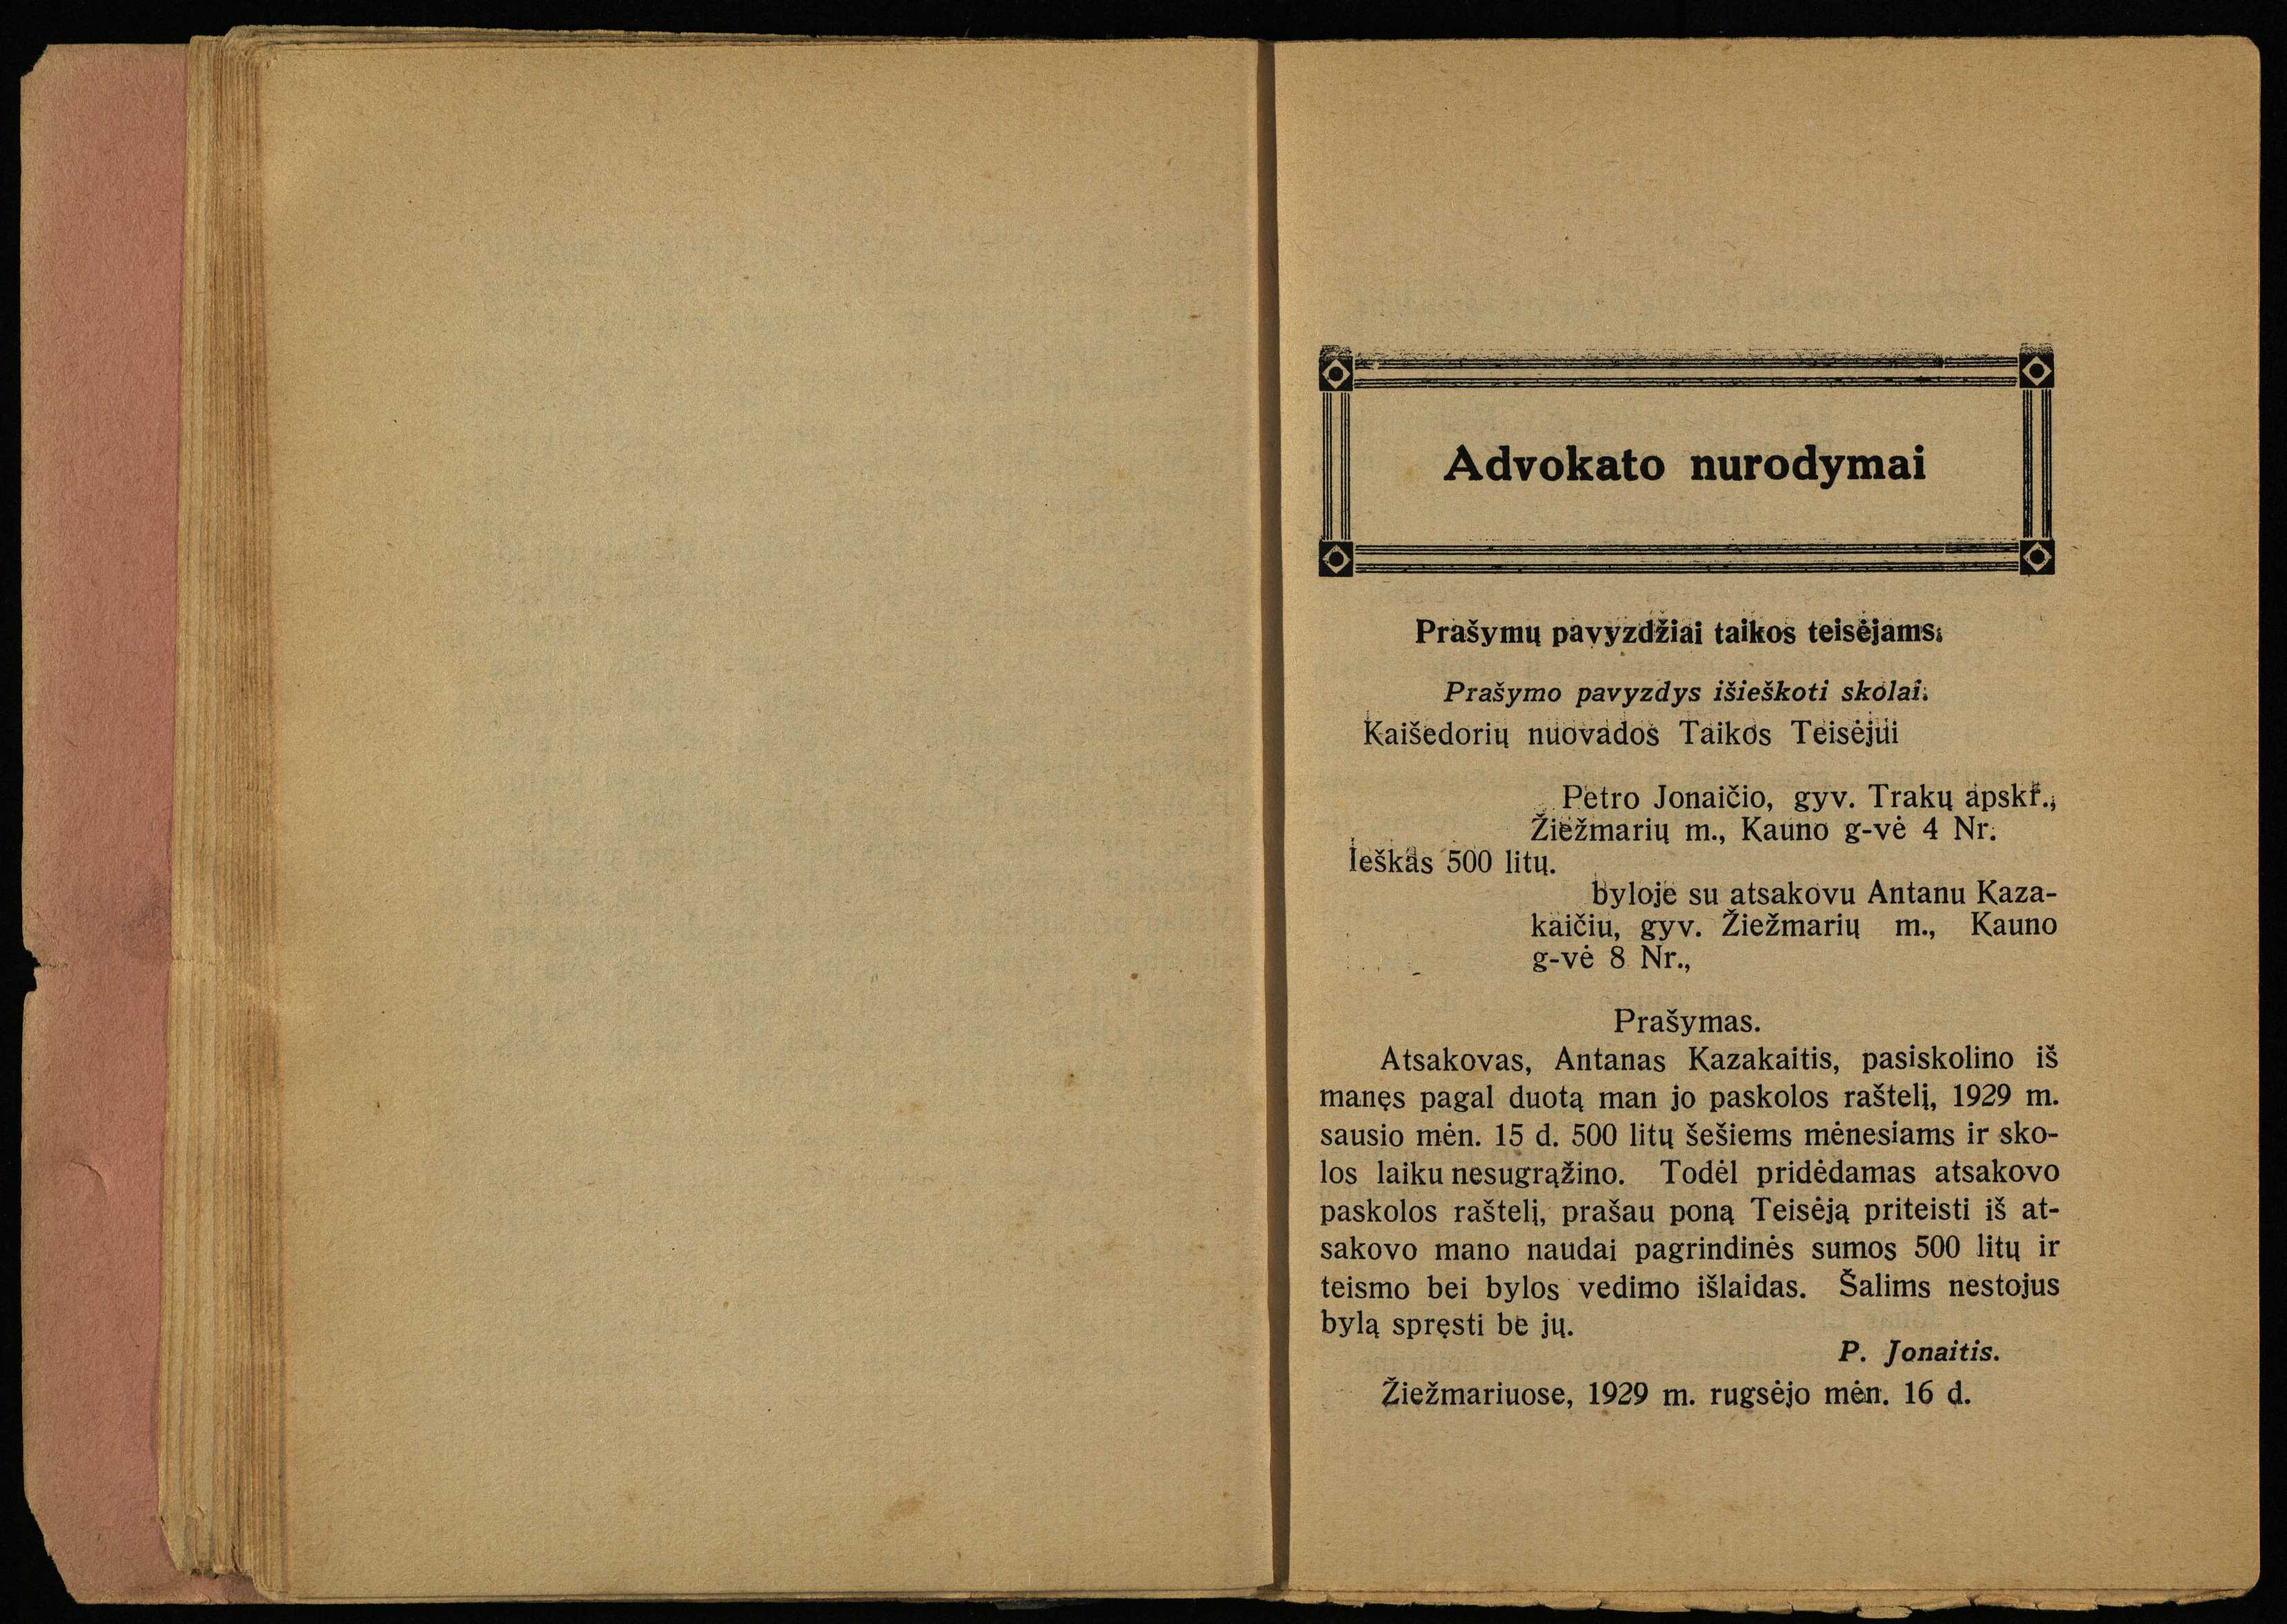 Advokato nurodymai
Prašymų pavyzdžiai taikos teisėjams.
Prašymo pavyzdys išieškoti skolai.
Kaišedorių nuovados Taikos Teisėjui
Petro Jonaičio, gyv. Trakų apskr.,
Žiežmarių m., Kauno g-vė 4 Nr.
Ieškas 500 litų.
byloje su atsakovu Antanu Kaza-
kaičiu, gyv. Žiežmarių m., Kauno
g-vė 8 Nr.,
Prašymas.
Atsakovas, Antanas Kazakaitis, pasiskolino iš
manęs pagal duotą man jo paskolos raštelį, 1929 m.
sausio mėn. 15 d. 500 litų šešiems mėnesiams ir sko-
los laiku nesugrąžino. Todėl pridėdamas atsakovo
paskolos raštelį, prašau poną Teisėją priteisti iš at-
sakovo mano naudai pagrindinės sumos 500 litų ir
teismo bei bylos vedimo išlaidas. Šalims nestojus
bylą spręsti be jų.
P. Jonaitis.
Žiežmariuose, 1929 m. rugsėjo mėn. 16 d.